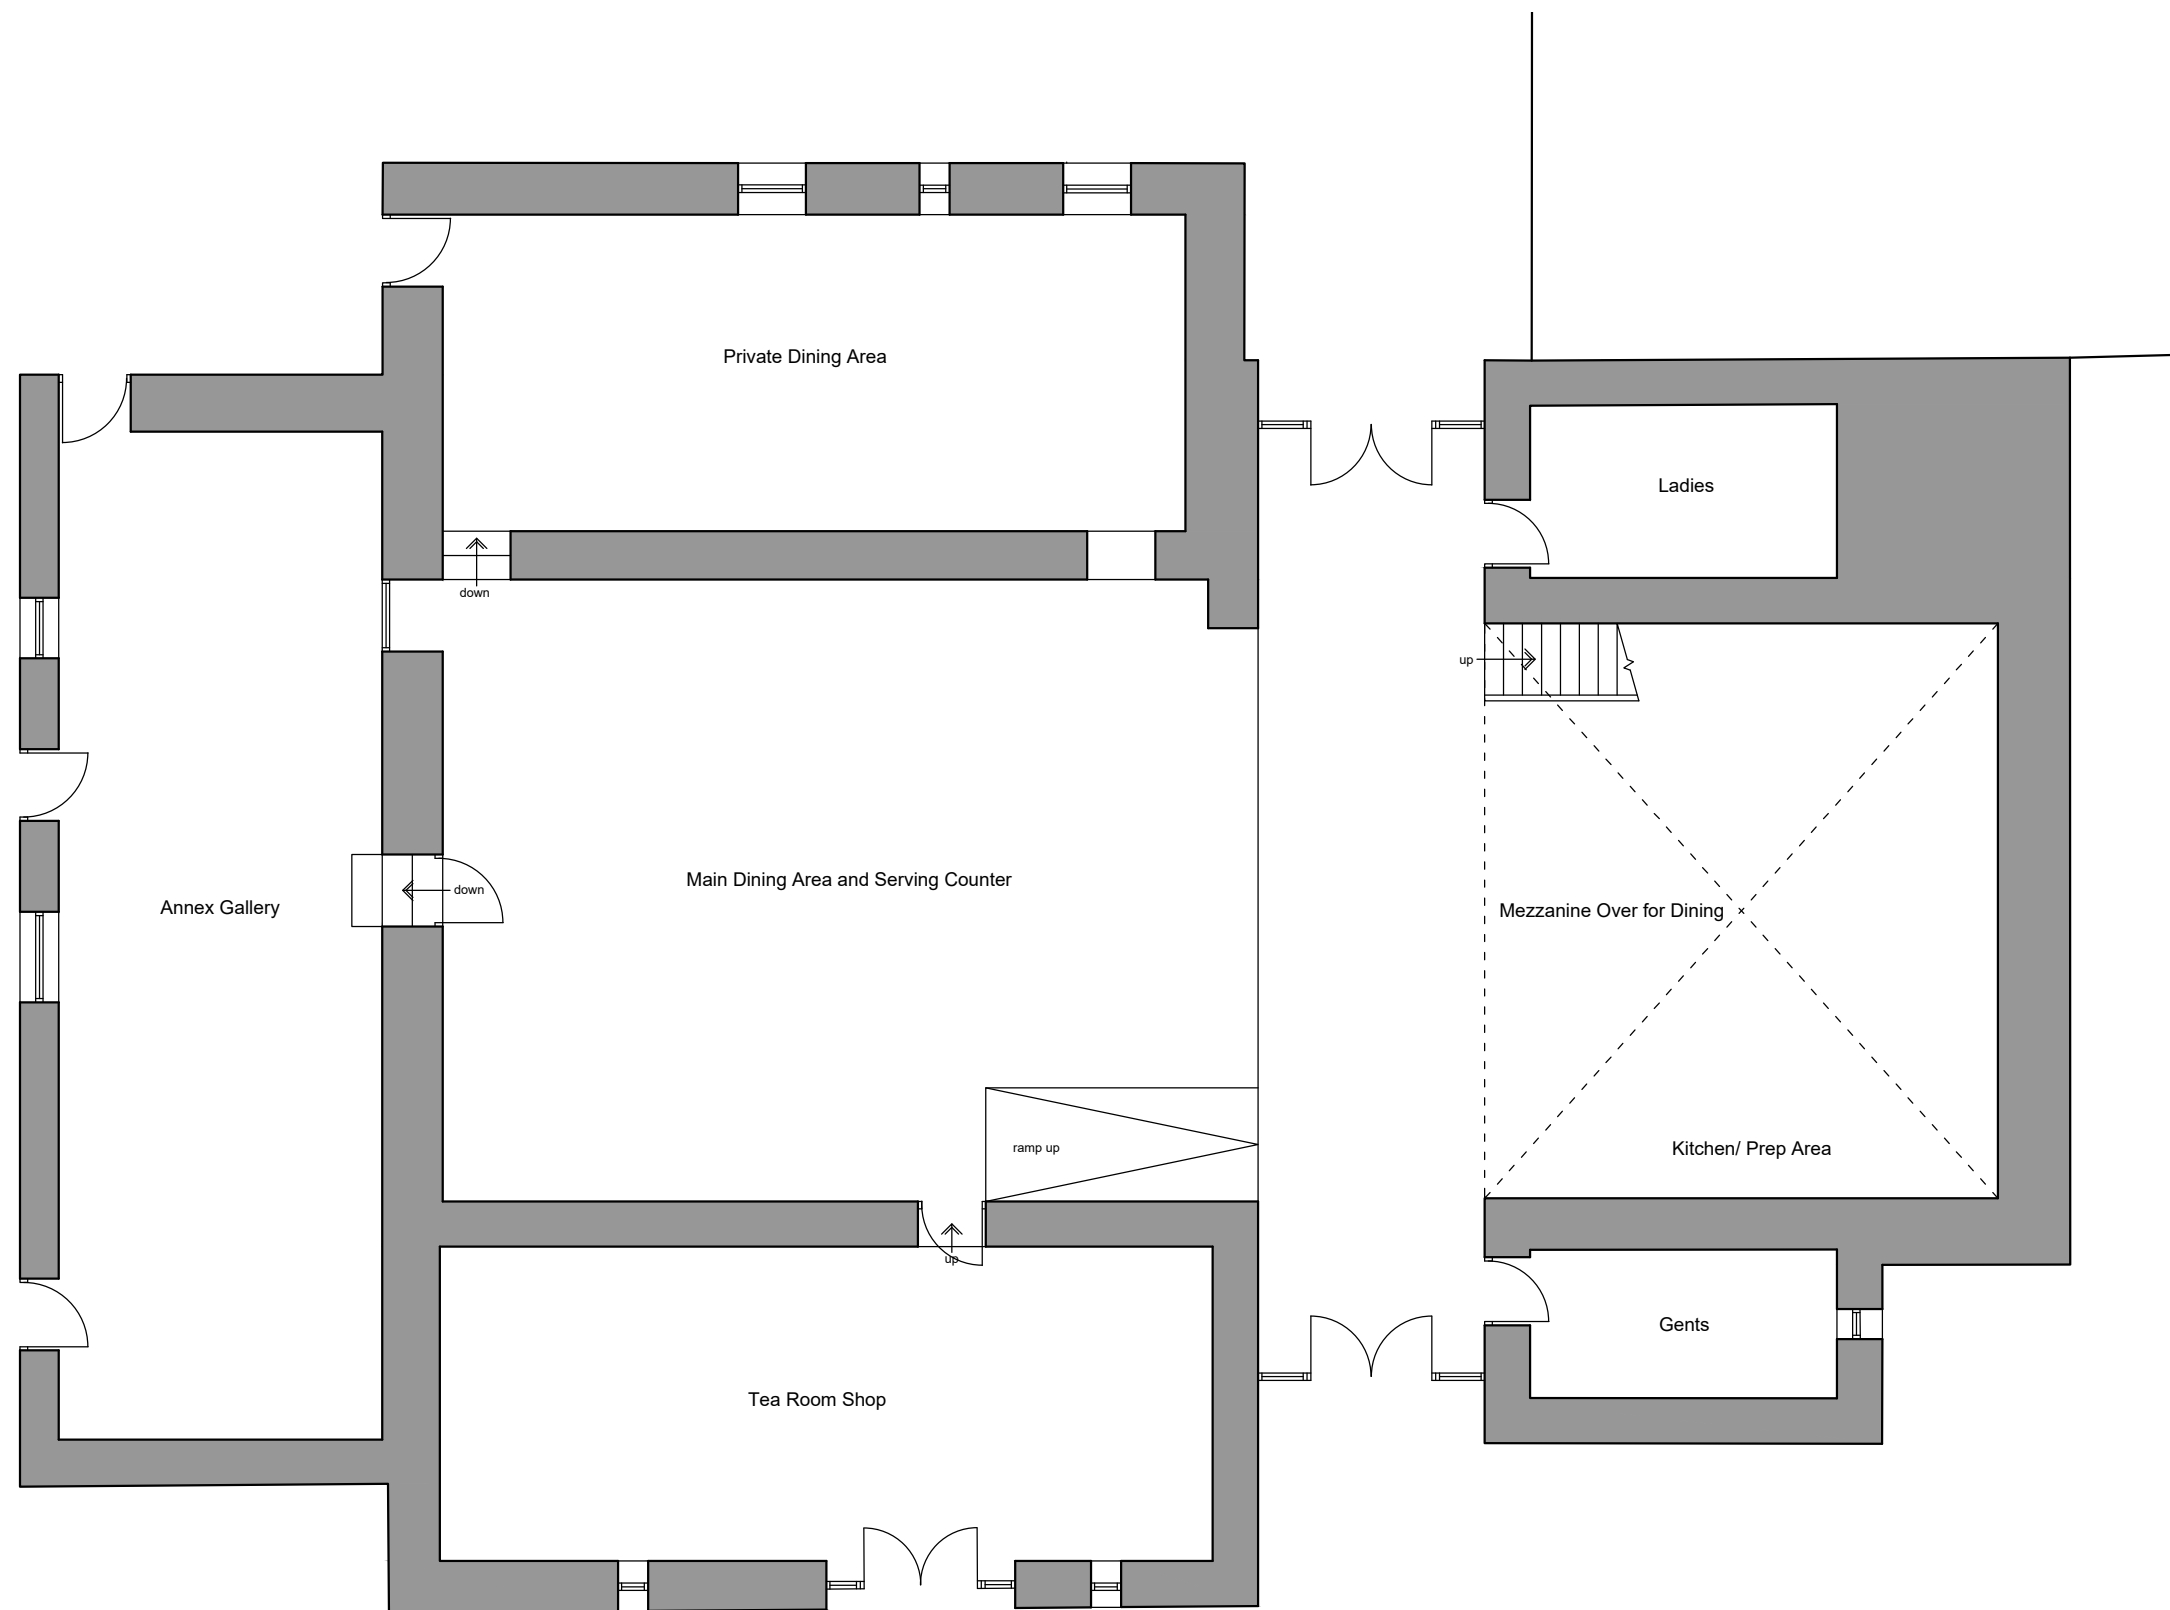 Private Dining Area
Ladies
down
up
Main Dining Area and Serving Counter
down
Annex Gallery
Mezzanine Over for Dining
ramp up
Kitchen/ Prep Area
up
Gents
Tea Room Shop